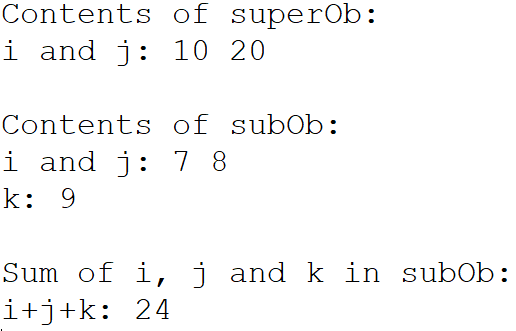 Contents of superOb:
i and j: 10 20
Contents of subOb:
i and j: 7 8
k: 9
Sum of i, j and k in subOb:
i+j+k: 24